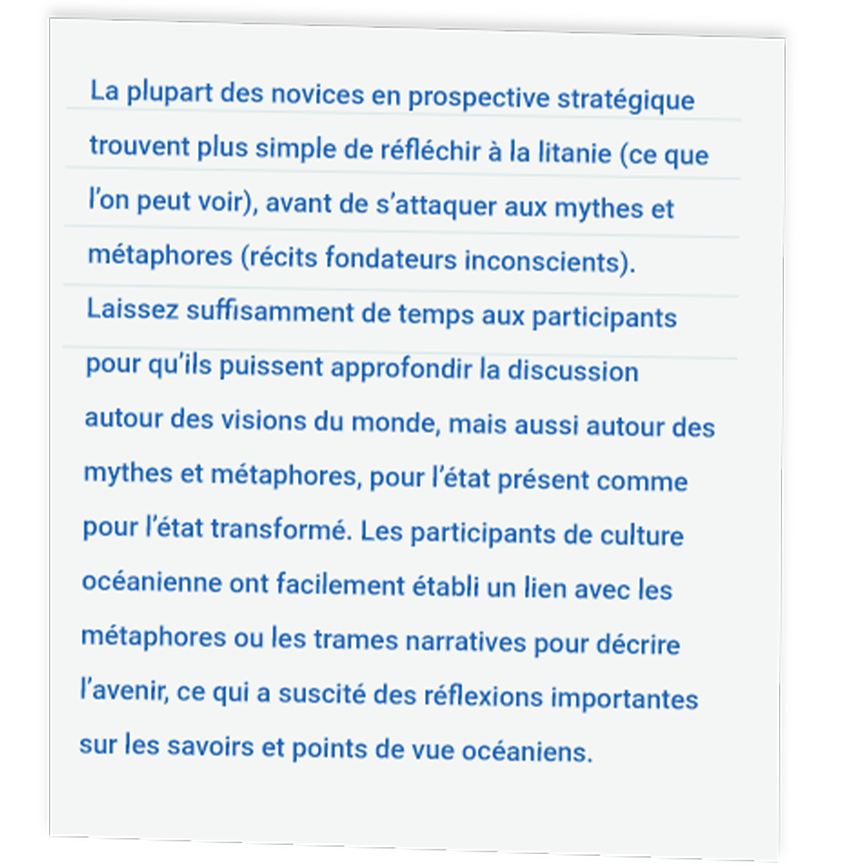 La plupart des novices en prospective stratégique
trouvent plus simple de réfléchir à la litanie (ce que
l’on peut voir), avant de s’attaquer aux mythes et
métaphores (récits fondateurs inconscients).
Laissez suffisamment de temps aux participants
pour qu’ils puissent approfondir la discussion
autour des visions du monde, mais aussi autour des
mythes et métaphores, pour l’état présent comme
pour l’état transformé. Les participants de culture
océanienne ont facilement établi un lien avec les
métaphores ou les trames narratives pour décrire
l’avenir, ce qui a suscité des réflexions importantes
sur les savoirs et points de vue océaniens.